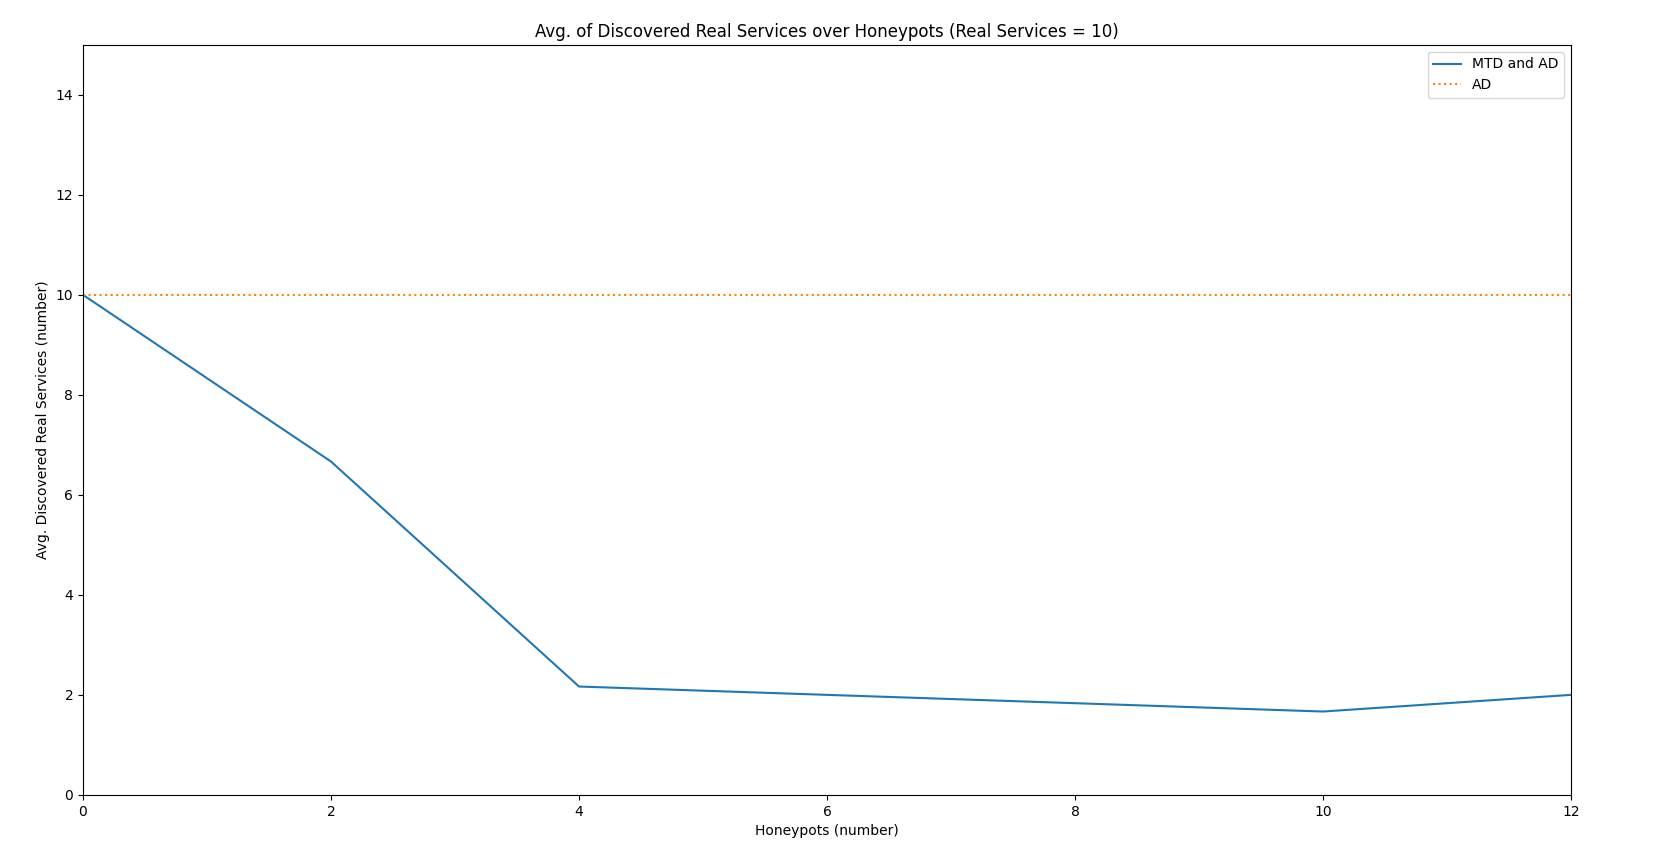 Avg. of Discovered Real Services over Honeypots (Real Services = 10)
MTD and AD
AD
14
12
10
8
6
4
2
0
Avg. Discovered Real Services (number)
0 2 4 6 8 10 12
Honeypots (number)